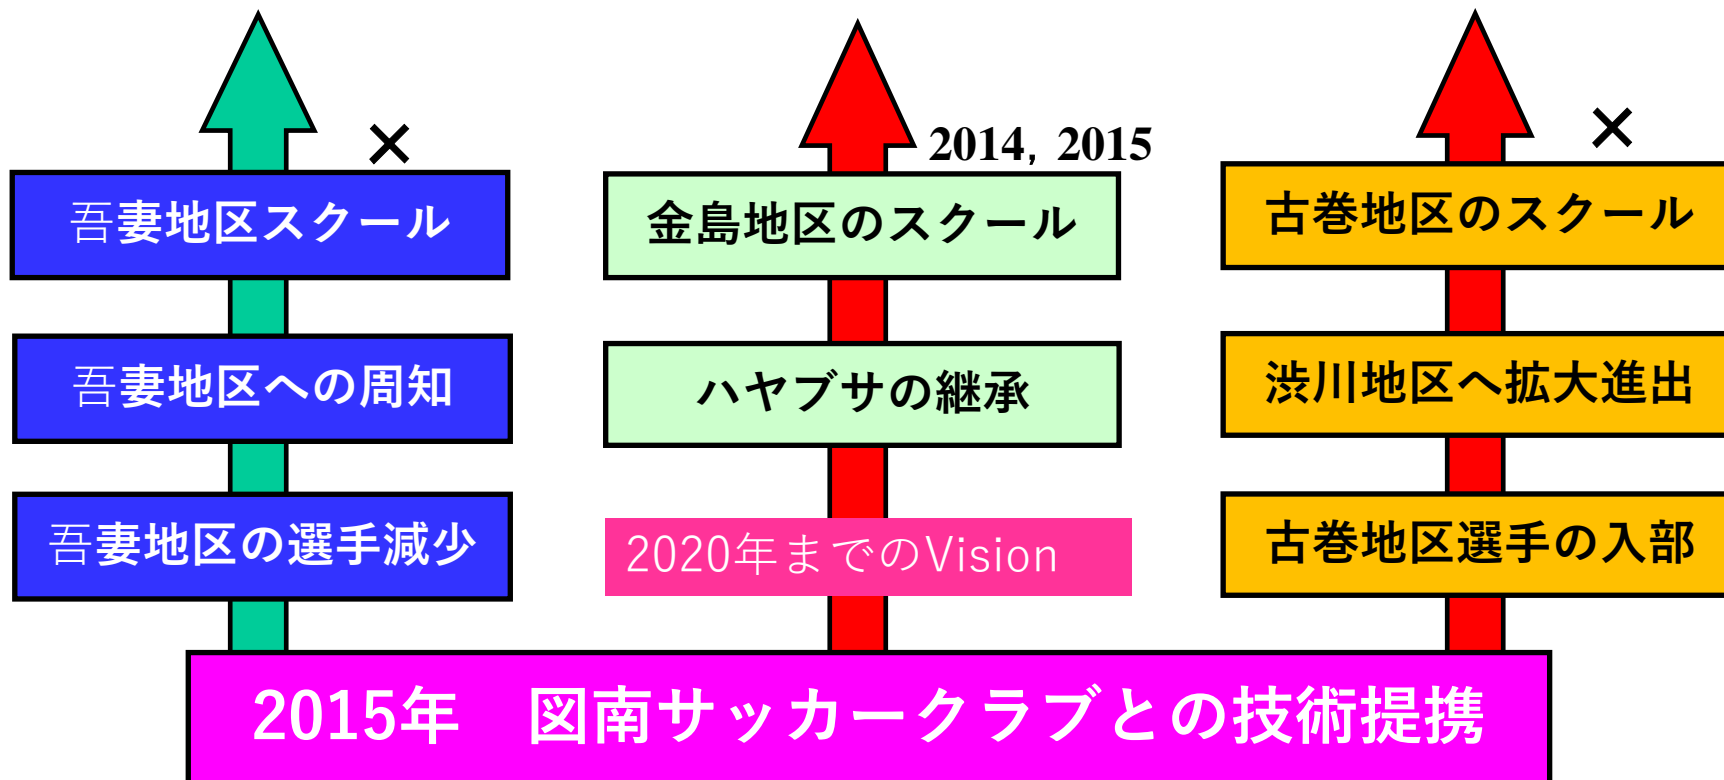 ×
吾妻地区スクール
吾妻地区への周知
吾妻地区の選手減少
2014，2015
金島地区のスクール
ハヤブサの継承
2020年までのVision
×
古巻地区のスクール
渋川地区へ拡大進出
古巻地区選手の入部
2015年　図南サッカークラブとの技術提携